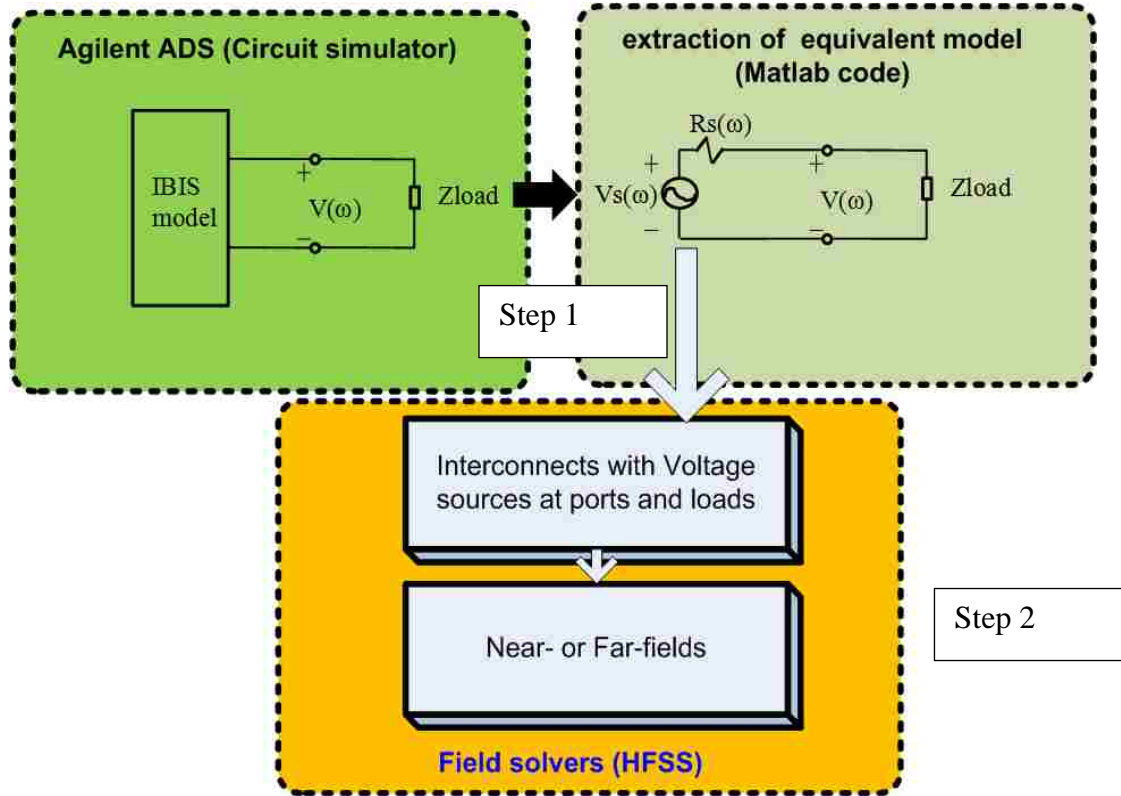 Agilent ADS (Circuit simulator)
IBIS
model
+
V(ω)
−
Zload
extraction of equivalent model
(Matlab code)
Rs(ω)
+
Vs(ω)
−
+
V(ω)
−
Zload
Step 1
Interconnects with Voltage
sources at ports and loads
Near- or Far-fields
Field solvers (HFSS)
Step 2